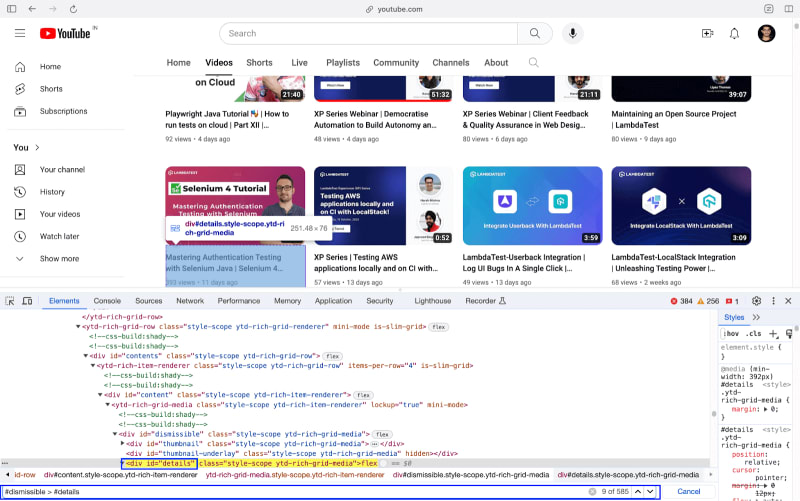 youtube.com
YouTube IN
Search
Home
Shorts
Subscriptions
You
Your channel
History
Your videos
Watch later
Show more
Home Videos Shorts Live Playlists Community Channels About
on Cloud
21:40
Watch Now
51:32
Watch Now
21:11
39:07
Playwright Java Tutorial 🎭 | How to
run tests on cloud | Part XII |...
92 views • 4 days ago
XP Series Webinar | Democratise
Automation to Build Autonomy an...
48 views • 4 days ago
XP Series Webinar | Client Feedback
& Quality Assurance in Web Desig...
80 views • 6 days ago
Maintaining an Open Source Project
| LambdaTest
80 views • 9 days ago
LAMBDATEST
Selenium 4 Tutorial
Mastering Authentication
Testing with Selenium
div#details.style-scope.ytd-ri
ch-grid-media
251.48 × 76
Mastering Authentication Testing
with Selenium Java | Selenium 4...
LAMBDATEST
Testing AWS
applications locally and
on CI with LocalStack!
Watch Now
0:52
XP Series | Testing AWS
applications locally and on CI wit...
57 views • 13 days ago
LAMBDATEST
Integrate Userback With LambdaTest
3:59
LambdaTest-Userback Integration |
Log UI Bugs In A Single Click |...
49 views • 13 days ago
LAMBDATEST
Integrate LocalStack With LambdaTest
3:09
LambdaTest-LocalStack Integration
| Unleashing Testing Power |...
68 views • 2 weeks ago
Elements Console Sources Network Performance Memory Application Security Lighthouse Recorder 384 256 1
</ytd-rich-grid-row>
<ytd-rich-grid-row class="style-scope ytd-rich-grid-renderer" mini-mode is-slim-grid> flex
<!--css-build:shady-->
<!--css-build:shady-->
<div id="contents" class="style-scope ytd-rich-grid-row"> flex
<ytd-rich-item-renderer class="style-scope ytd-rich-grid-row" items-per-row="4" is-slim-grid>
<!--css-build:shady-->
<!--css-build:shady-->
<div id="content" class="style-scope ytd-rich-item-renderer"> flex
<ytd-rich-grid-media class="style-scope ytd-rich-item-renderer" lockup="true" mini-mode>
<!--css-build:shady-->
<!--css-build:shady-->
<div id="dismissible" class="style-scope ytd-rich-grid-media"> flex
<div id="thumbnail" class="style-scope ytd-rich-grid-media"> ⋯ </div>
<div id="thumbnail-underlay" class="style-scope ytd-rich-grid-media" hidden></div>
<div id="details" class="style-scope ytd-rich-grid-media">flex == $0
id-row div#content.style-scope.ytd-rich-item-renderer ytd-rich-grid-media.style-scope.ytd-rich-item-renderer div#dismissible.style-scope.ytd-rich-grid-media div#details.style-scope.ytd-rich-grid-media
#dismissible > #details
9 of 585
Cancel
Styles
:hov .cls
element.style {
}
@media (min-
width: 392px)
#details <style>
.ytd-
rich-grid-media {
margin: 0;
}
#details <style>
.ytd-
rich-grid-media {
position:
relative;
cursor:
pointer;
margin: 0
12px;